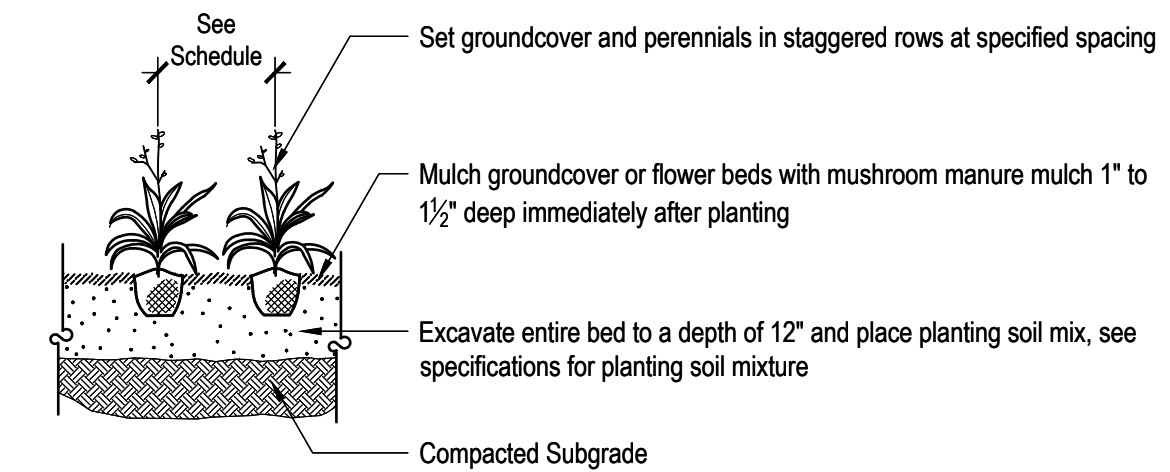 See
Schedule
Set groundcover and perennials in staggered rows at specified spacing
Mulch groundcover or flower beds with mushroom manure mulch 1" to
1½" deep immediately after planting
Excavate entire bed to a depth of 12" and place planting soil mix, see
specifications for planting soil mixture
Compacted Subgrade